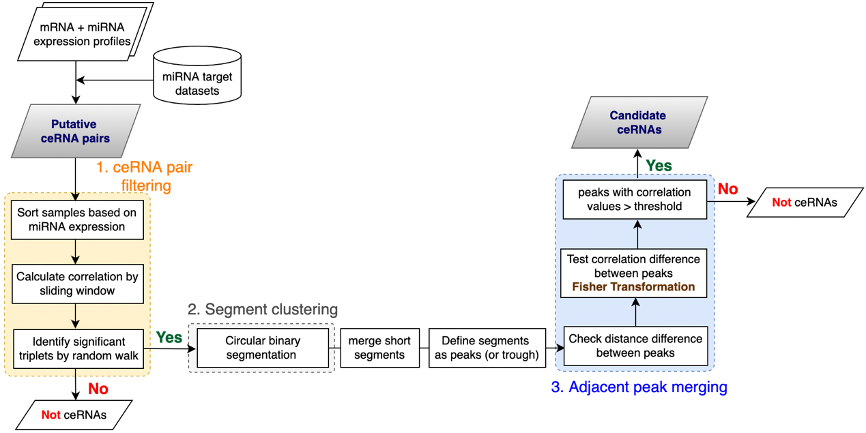 mRNA + miRNA
expression profiles
miRNA target
datasets
Putative
ceRNA pairs
1. ceRNA pair
filtering
Sort samples based on
miRNA expression
Calculate correlation by
sliding window
Identify significant
triplets by random walk
Yes
No
Not ceRNAs
2. Segment clustering
Circular binary
segmentation
merge short
segments
Define segments
as peaks (or trough)
3. Adjacent peak merging
Check distance difference
between peaks
Test correlation difference
between peaks
Fisher Transformation
peaks with correlation
values > threshold
Yes
No
Candidate
ceRNAs
Not ceRNAs